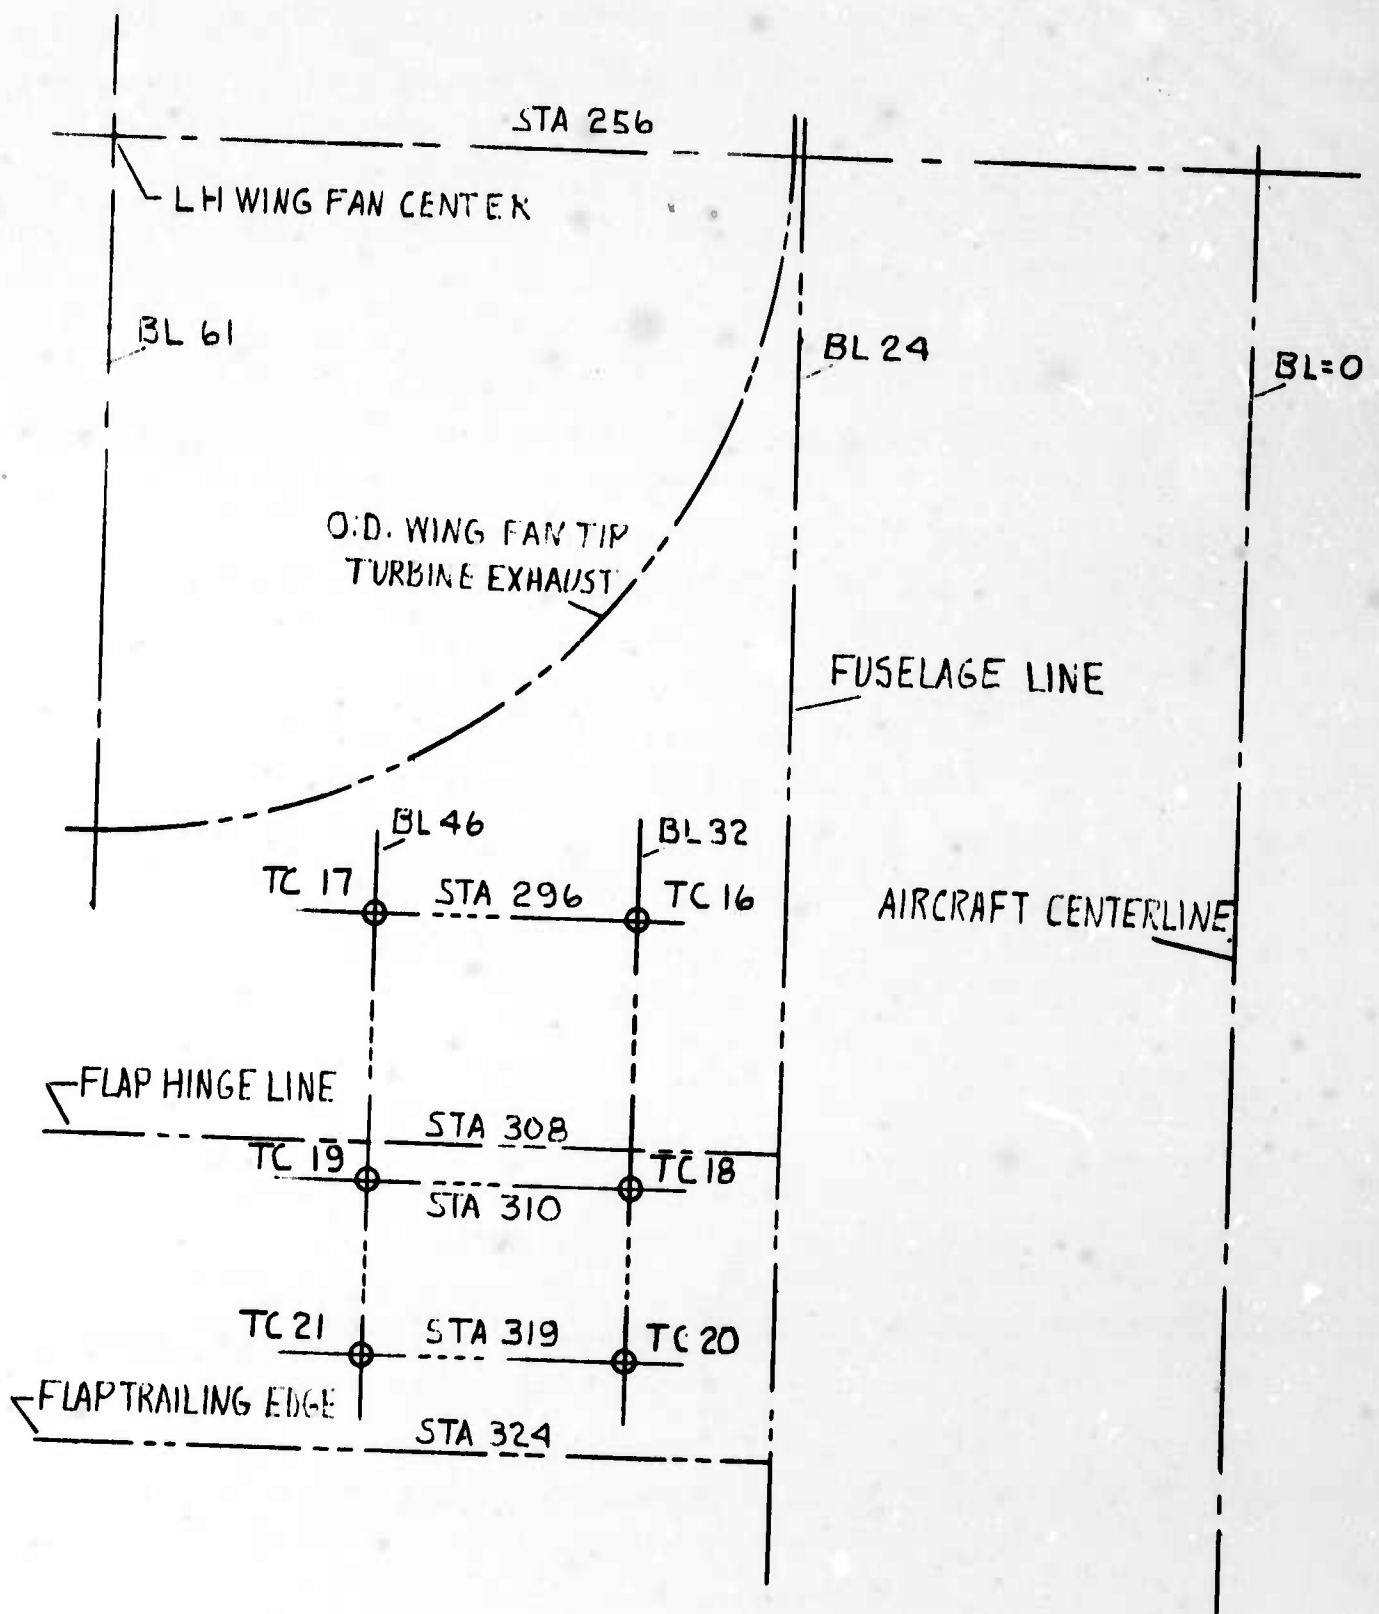 STA 256
LH WING FAN CENTER
BL 61
BL 24
BL=0
O.D. WING FAN TIP
TURBINE EXHAUST
FUSELAGE LINE
BL 46
BL 32
TC 17
STA 296
TC 16
AIRCRAFT CENTERLINE
FLAP HINGE LINE
STA 308
TC 19
TC 18
STA 310
TC 21
STA 319
TC 20
FLAP TRAILING EDGE
STA 324